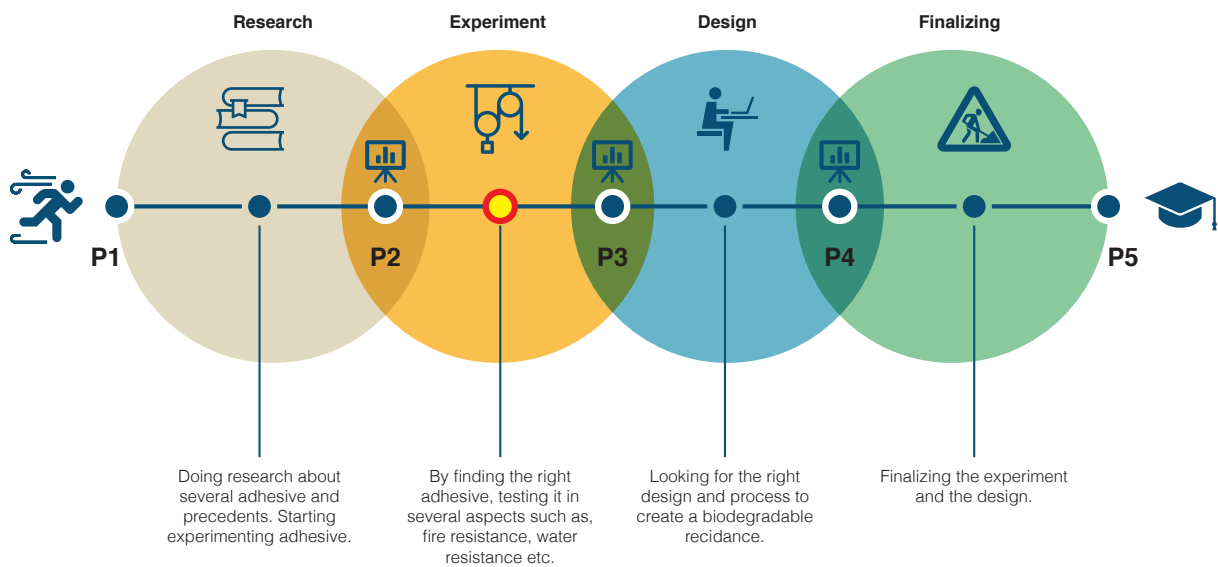 Research
Experiment
Design
Finalizing
P1
P2
P3
P4
P5
Doing research about
several adhesive and
precedents. Starting
experimenting adhesive.
By finding the right
adhesive, testing it in
several aspects such as,
fire resistance, water
resistance etc.
Looking for the right
design and process to
create a biodegradable
recidance.
Finalizing the experiment
and the design.